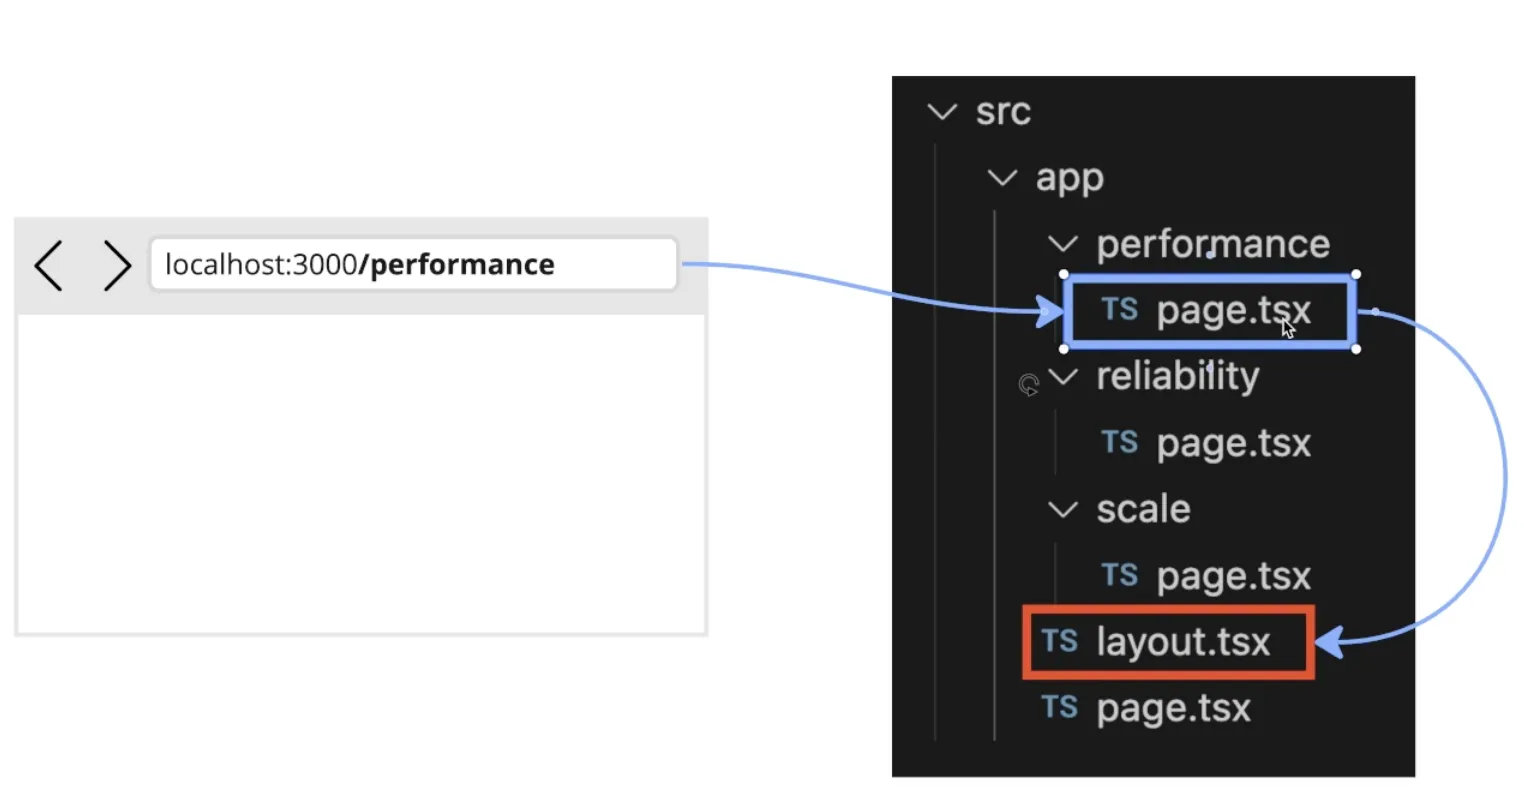 localhost:3000/performance
src
app
performance
TS page.tsx
reliability
TS page.tsx
scale
TS page.tsx
TS layout.tsx
TS page.tsx